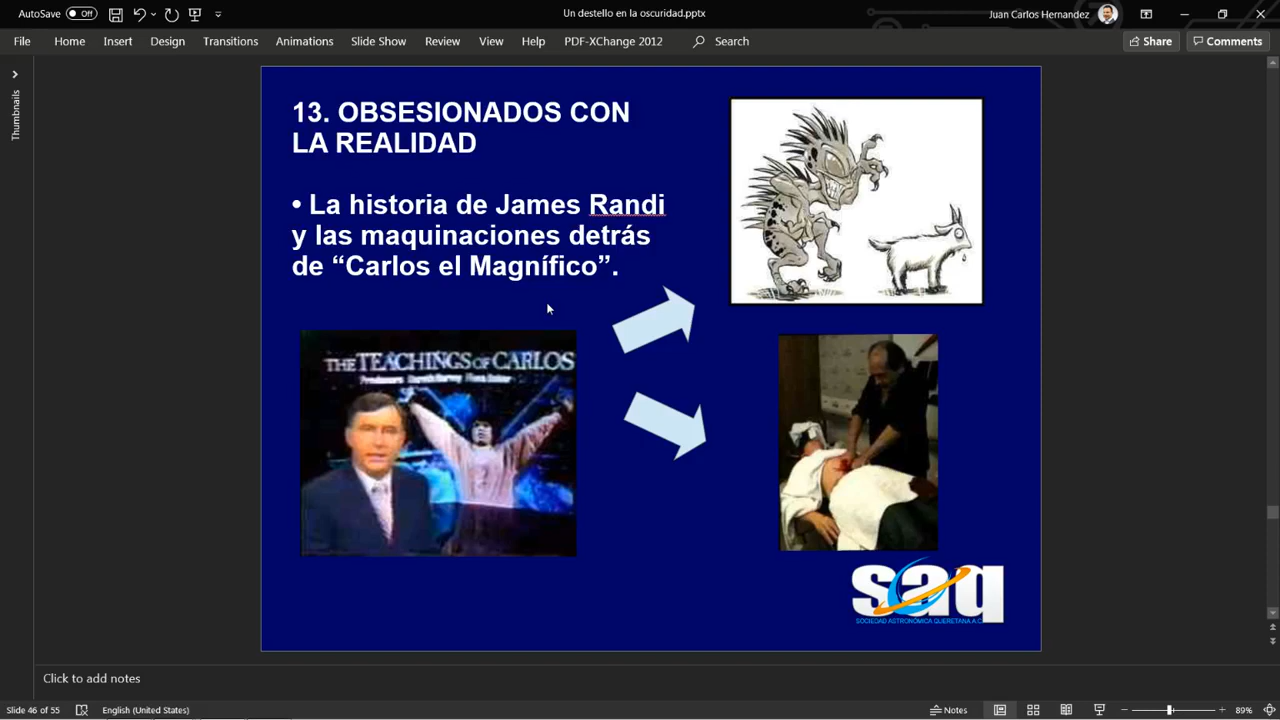 AutoSave
Off
Un destello en la oscuridad.pptx
Juan Carlos Hernandez
File
Home
Insert
Design
Transitions
Animations
Slide Show
Review
View
Help
PDF-XChange 2012
Search
Share
Comments
Thumbnails
13. OBSESIONADOS CON
LA REALIDAD
• La historia de James Randi
y las maquinaciones detrás
de “Carlos el Magnífico”.
THE TEACHINGS OF CARLOS
saq
SOCIEDAD ASTRONÓMICA QUERETANA A.C.
Click to add notes
Slide 46 of 55
English (United States)
Notes
89%